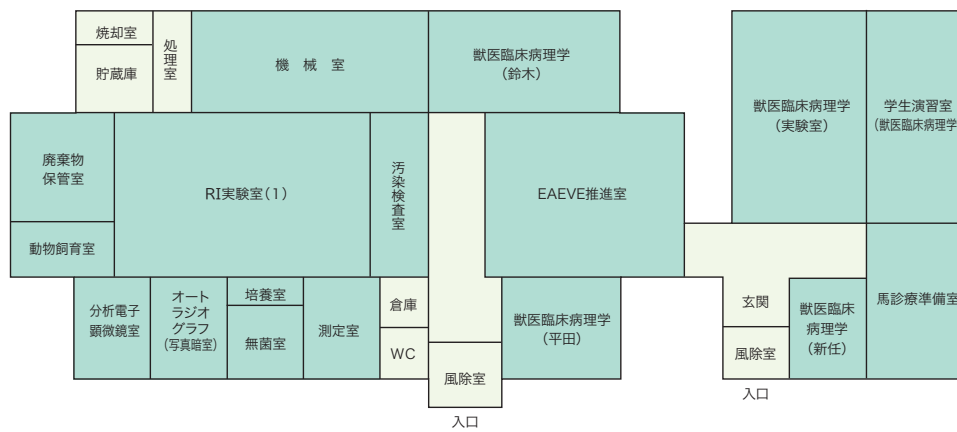 焼却室
貯蔵庫
処理室
機 械 室
獣医臨床病理学
(鈴木)
獣医臨床病理学
(実験室)
学生演習室
(獣医臨床病理学
廃棄物
保管室
動物飼育室
RI実験室(1)
汚染検査室
EAEVE推進室
分析電子
顕微鏡室
オート
ラジオ
グラフ
(写真暗室)
培養室
無菌室
測定室
倉庫
WC
風除室
入口
獣医臨床病理学
(平田)
玄関
風除室
入口
獣医臨床
病理学
(新任)
馬診療準備室